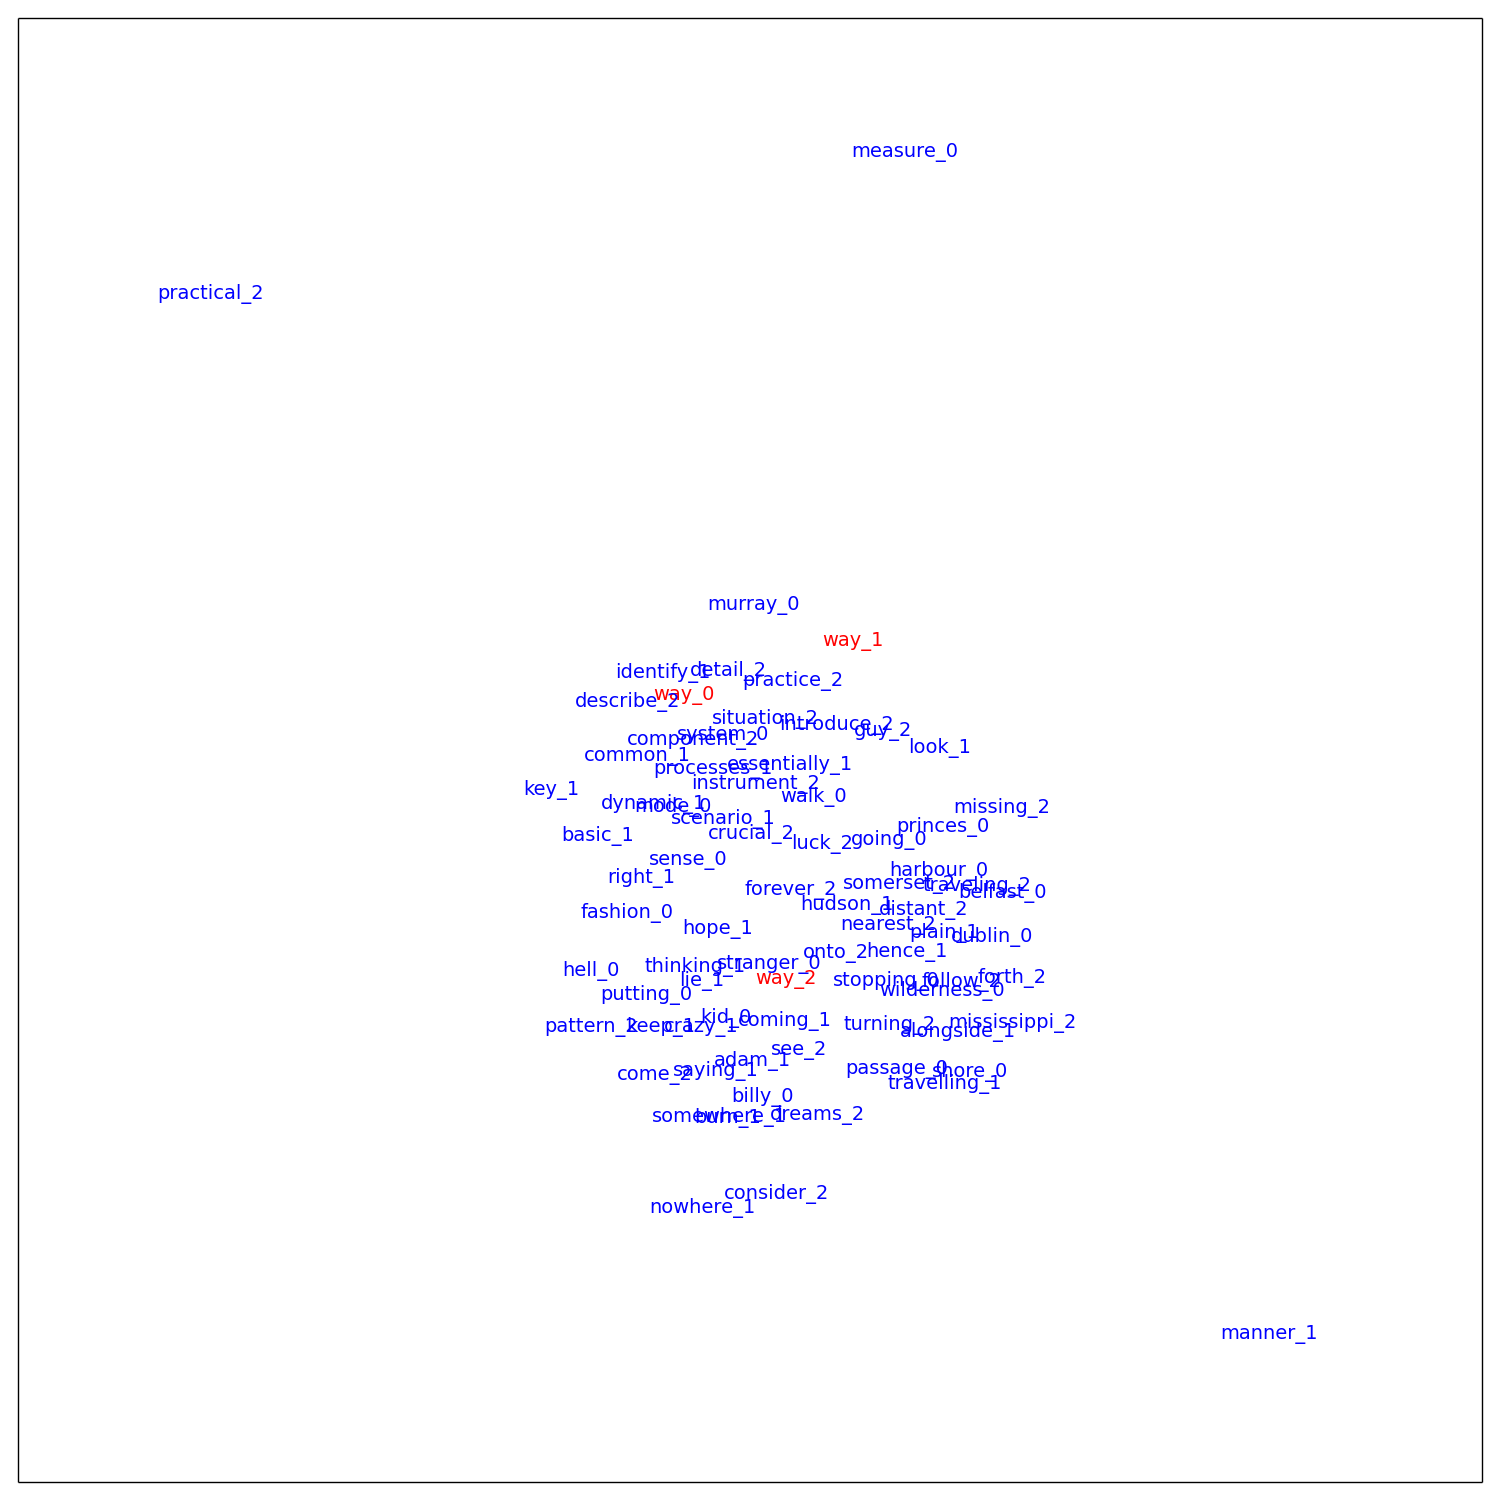 measure_0
practical_2
murray_0
way_1
identify_1
detail_2
practice_2
way_0
describe_2
situation_2
introduce_2
guy_2
system_0
component_2
look_1
common_1
essentially_1
processes_1
instrument_2
key_1
walk_0
dynamic_1
mode_0
missing_2
scenario_1
princes_0
basic_1
crucial_2
luck_2
going_0
sense_0
harbour_0
right_1
somerset_2
traveling_2
forever_2
belfast_0
hudson_1
distant_2
fashion_0
nearest_2
hope_1
plain_1
dublin_0
onto_2
hence_1
thinking_1
stranger_0
hell_0
lie_1
way_2
stopping_0
follow_2
forth_2
wilderness_0
putting_0
kid_0
coming_1
pattern_2
keep_1
crazy_1
turning_2
mississippi_2
alongside_1
see_2
adam_1
come_2
saying_1
passage_0
shore_0
travelling_1
billy_0
somewhere_1
burn_1
dreams_2
consider_2
nowhere_1
manner_1